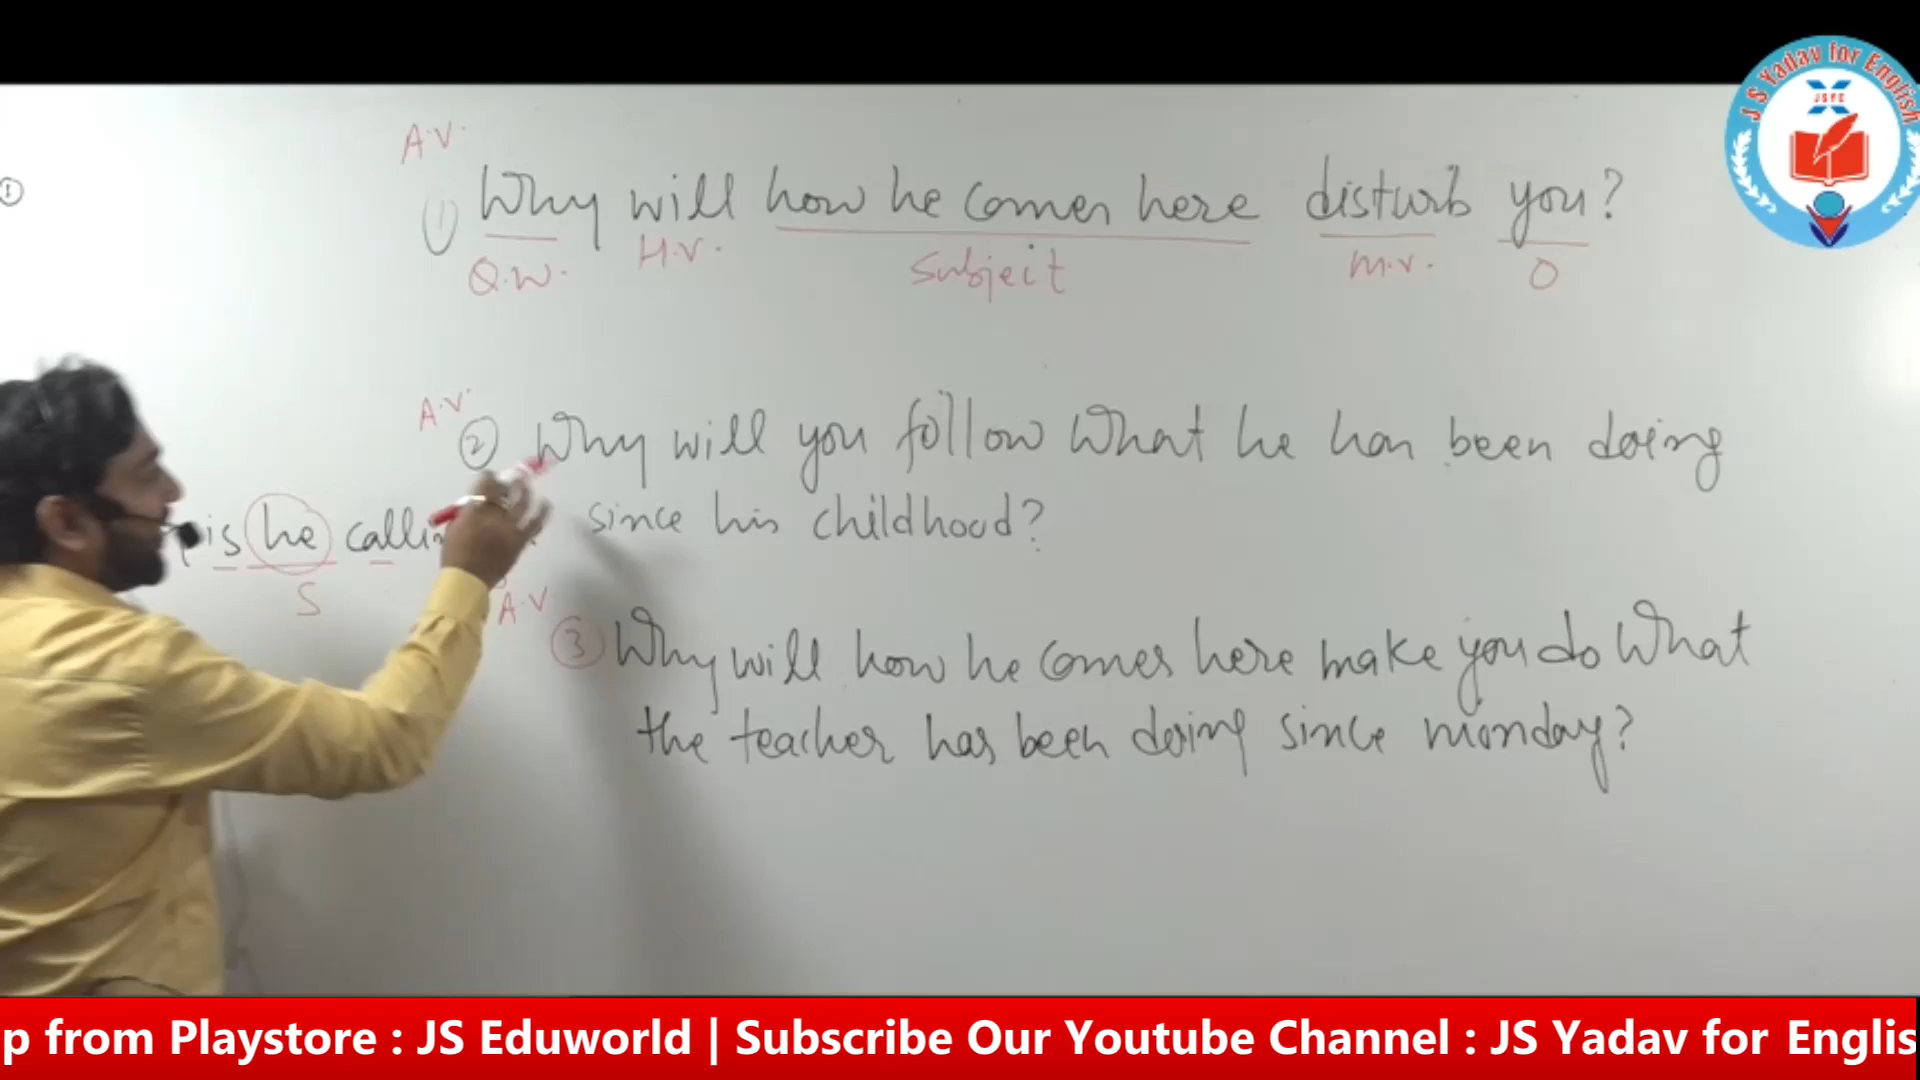 J S Yadav for English
JSYC
A.V.
(1) Why will how he comes here disturb you?
Q.W. H.V. Subject M.V. O
A.V.
(2) Why will you follow What he has been doing
since his childhood?
is he calling
S
A.V.
(3) Why will how he comes here make you do What
the teacher has been doing since monday?
p from Playstore : JS Eduworld | Subscribe Our Youtube Channel : JS Yadav for Englis